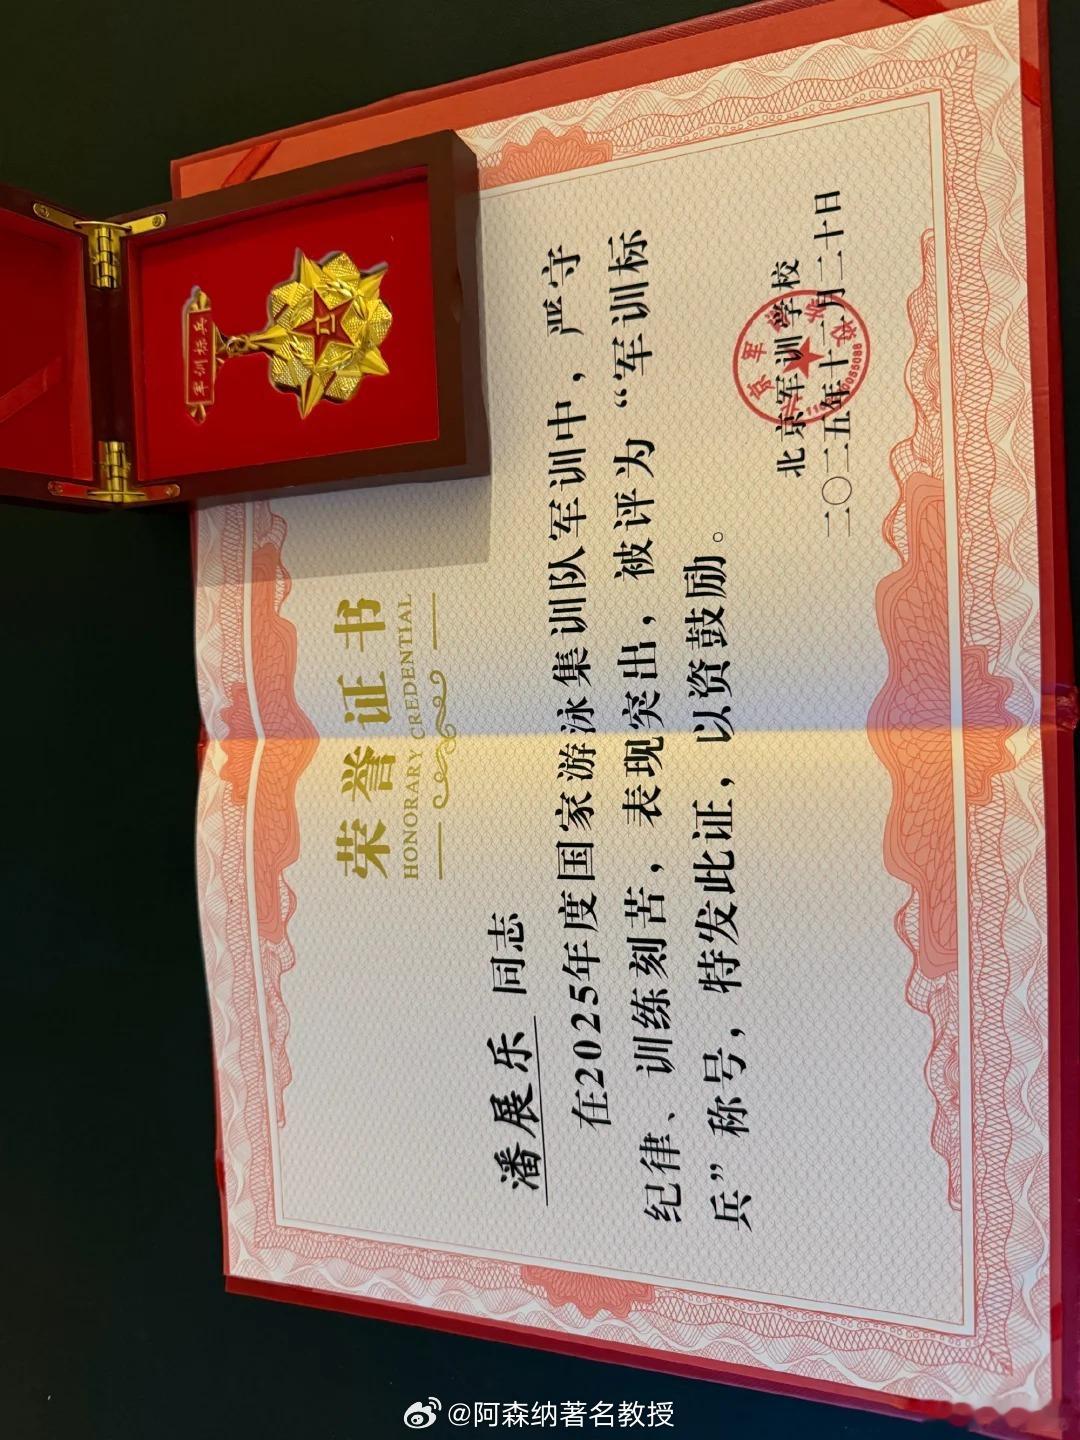 荣誉证书
HONORARY CREDENTIAL
潘展乐 同志
在2025年度国家游泳集训队军训中，严守
纪律、训练刻苦，表现突出，被评为“军训标
兵”称号，特发此证，以资鼓励。
北京军训学校
二〇二五年十二月二十日
军训标兵
八一
@阿森纳著名教授